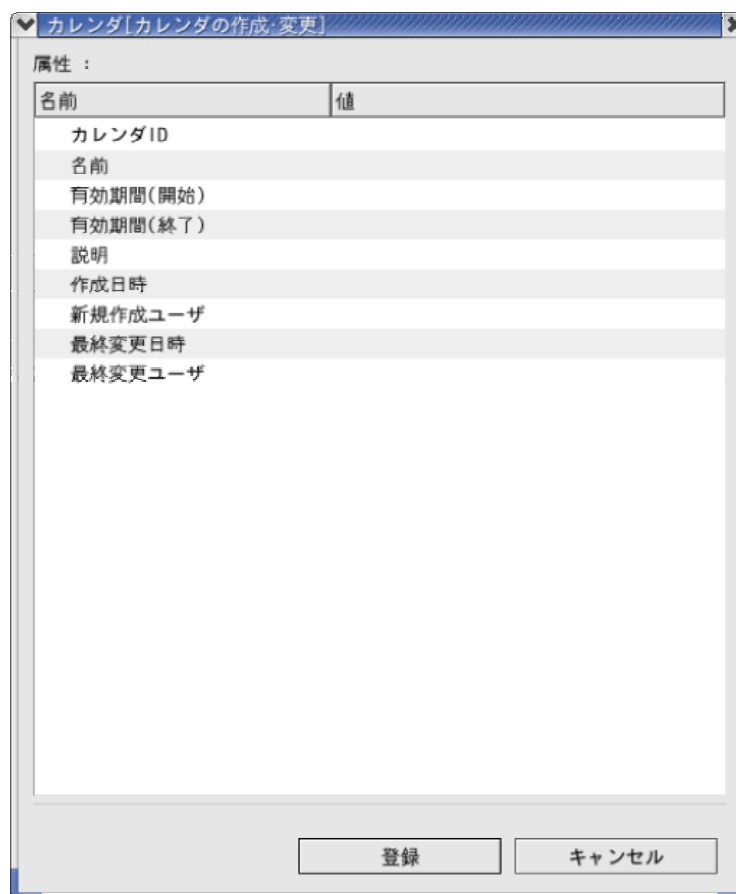 カレンダ[カレンダの作成・変更]
属性 :
名前 値
カレンダID
名前
有効期間(開始)
有効期間(終了)
説明
作成日時
新規作成ユーザ
最終変更日時
最終変更ユーザ
登録 キャンセル